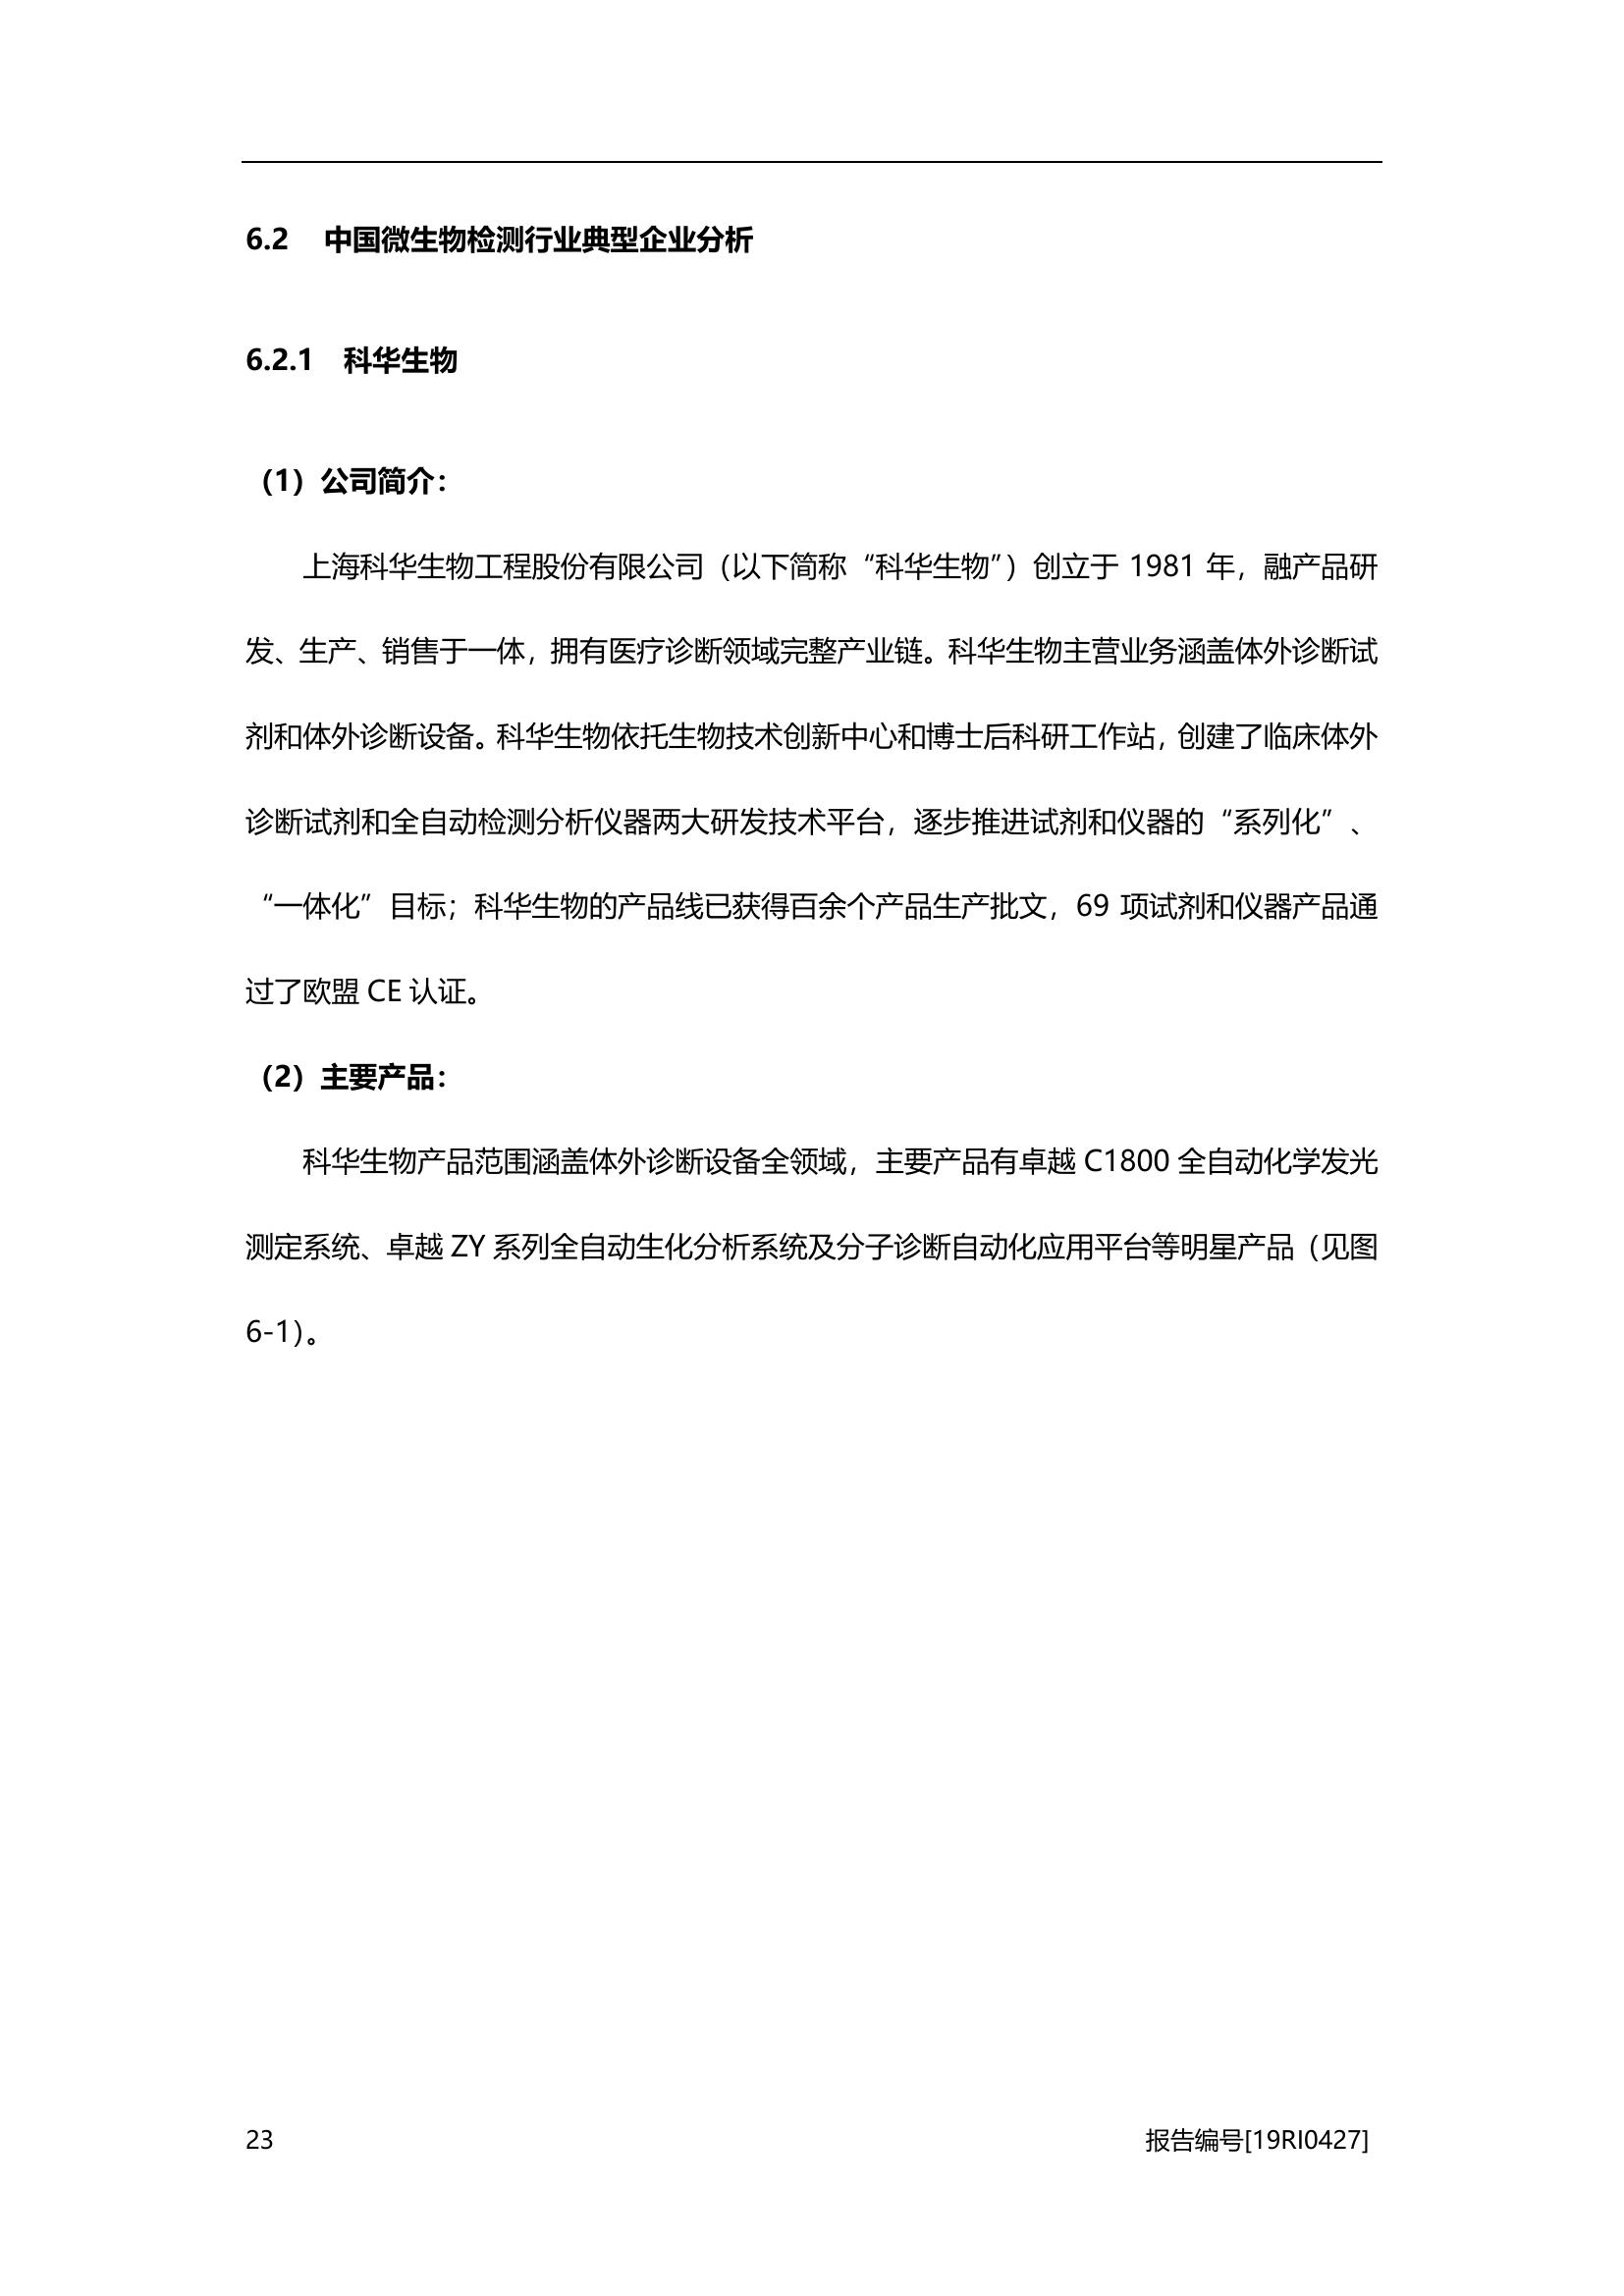 6.2 中国微生物检测行业典型企业分析
6.2.1 科华生物
（1）公司简介：
上海科华生物工程股份有限公司（以下简称“科华生物”）创立于 1981 年，融产品研
发、生产、销售于一体，拥有医疗诊断领域完整产业链。科华生物主营业务涵盖体外诊断试
剂和体外诊断设备。科华生物依托生物技术创新中心和博士后科研工作站，创建了临床体外
诊断试剂和全自动检测分析仪器两大研发技术平台，逐步推进试剂和仪器的“系列化”、
“一体化”目标；科华生物的产品线已获得百余个产品生产批文，69 项试剂和仪器产品通
过了欧盟 CE 认证。
（2）主要产品：
科华生物产品范围涵盖体外诊断设备全领域，主要产品有卓越 C1800 全自动化学发光
测定系统、卓越 ZY 系列全自动生化分析系统及分子诊断自动化应用平台等明星产品（见图
6-1）。
23 报告编号[19RI0427]